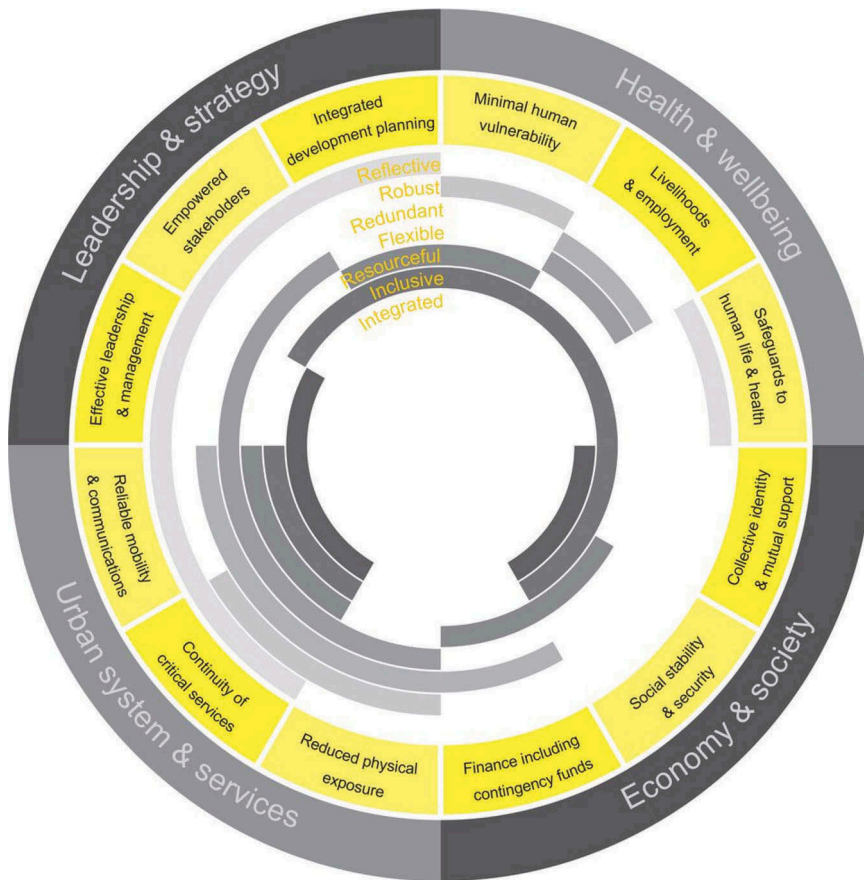 Leadership & strategy
Health & wellbeing
Integrated
development planning
Minimal human
vulnerability
Empowered
stakeholders
Livelihoods
& employment
Effective leadership
& management
Safeguards to
human life & health
Reflective
Robust
Redundant
Flexible
Resourceful
Inclusive
Integrated
Reliable mobility
& communications
Collective identity
& mutual support
Continuity of
critical services
Social stability
& security
Reduced physical
exposure
Finance including
contingency funds
Urban system & services
Economy & society